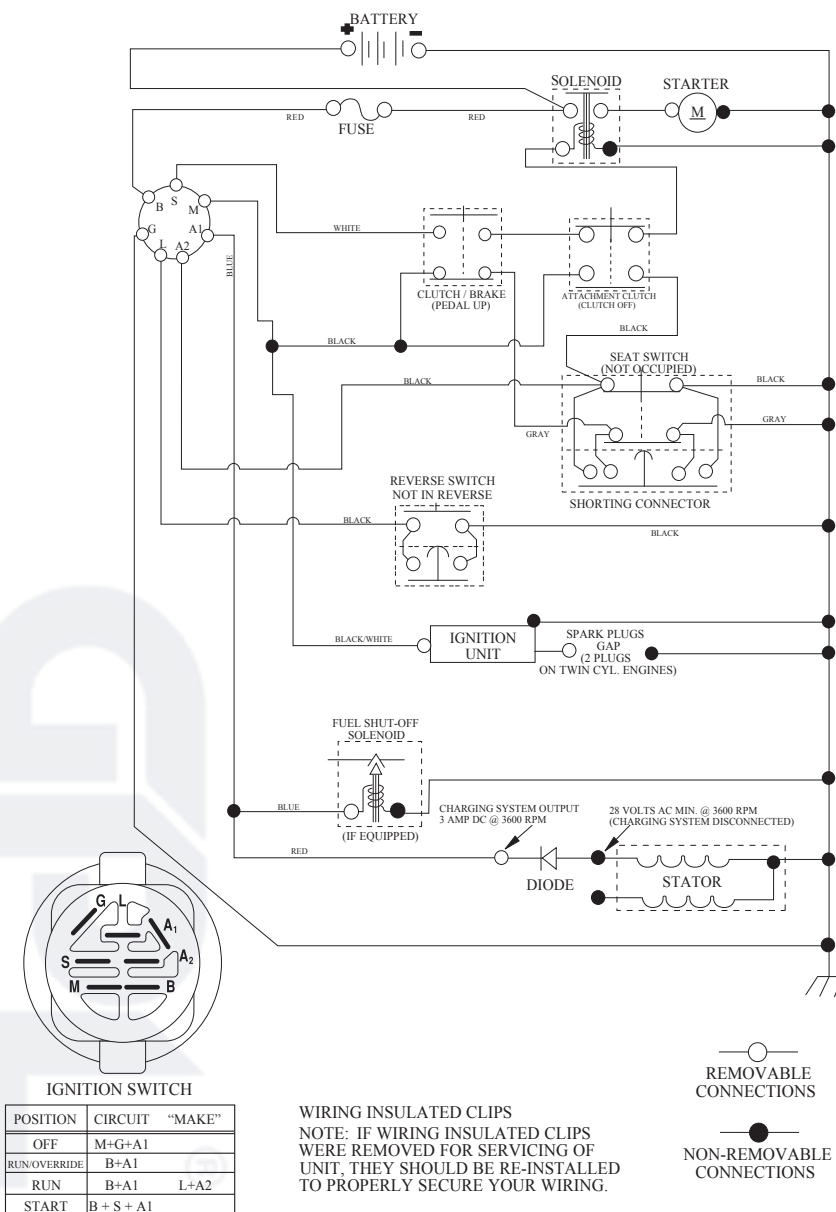 BATTERY
SOLENOID
STARTER
M
RED
FUSE
RED
B
S
M
G
A1
L
A2
WHITE
BLUE
CLUTCH / BRAKE
(PEDAL UP)
ATTACHMENT CLUTCH
(CLUTCH OFF)
BLACK
BLACK
SEAT SWITCH
(NOT OCCUPIED)
BLACK
BLACK
GRAY
GRAY
REVERSE SWITCH
NOT IN REVERSE
SHORTING CONNECTOR
BLACK
BLACK
BLACK/WHITE
IGNITION
UNIT
SPARK PLUGS
GAP
(2 PLUGS
ON TWIN CYL. ENGINES)
FUEL SHUT-OFF
SOLENOID
BLUE
(IF EQUIPPED)
CHARGING SYSTEM OUTPUT
3 AMP DC @ 3600 RPM
28 VOLTS AC MIN. @ 3600 RPM
(CHARGING SYSTEM DISCONNECTED)
RED
DIODE
STATOR
G L
A1
S
A2
M
B
IGNITION SWITCH
POSITION CIRCUIT "MAKE"
OFF M+G+A1
RUN/OVERRIDE B+A1
RUN B+A1 L+A2
START B + S + A1
WIRING INSULATED CLIPS
NOTE: IF WIRING INSULATED CLIPS
WERE REMOVED FOR SERVICING OF
UNIT, THEY SHOULD BE RE-INSTALLED
TO PROPERLY SECURE YOUR WIRING.
REMOVABLE
CONNECTIONS
NON-REMOVABLE
CONNECTIONS
®